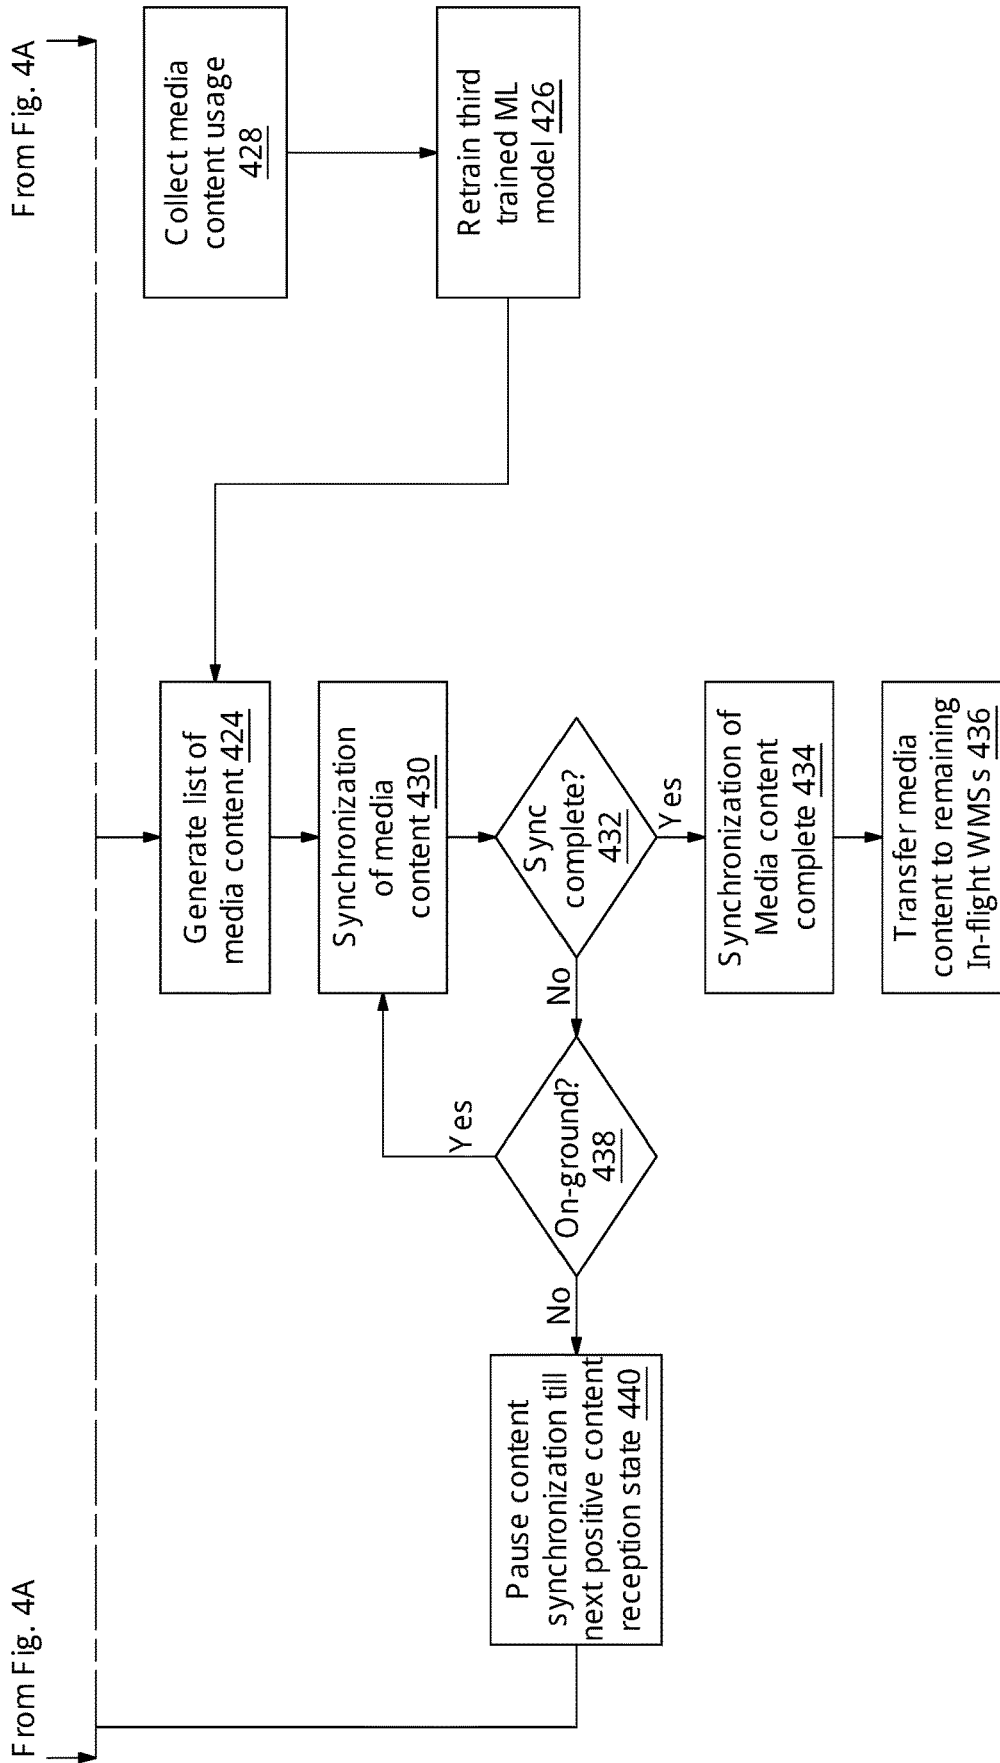 From Fig. 4A
From Fig. 4A
Generate list of
media content 424
Collect media
content usage
428
Synchronization
of media
content 430
Retrain third
trained ML
model 426
Sync
complete?
432
No
Yes
On-ground?
438
Yes
No
Pause content
synchronization till
next positive content
reception state 440
Synchronization of
Media content
complete 434
Transfer media
content to remaining
In-flight WMSs 436